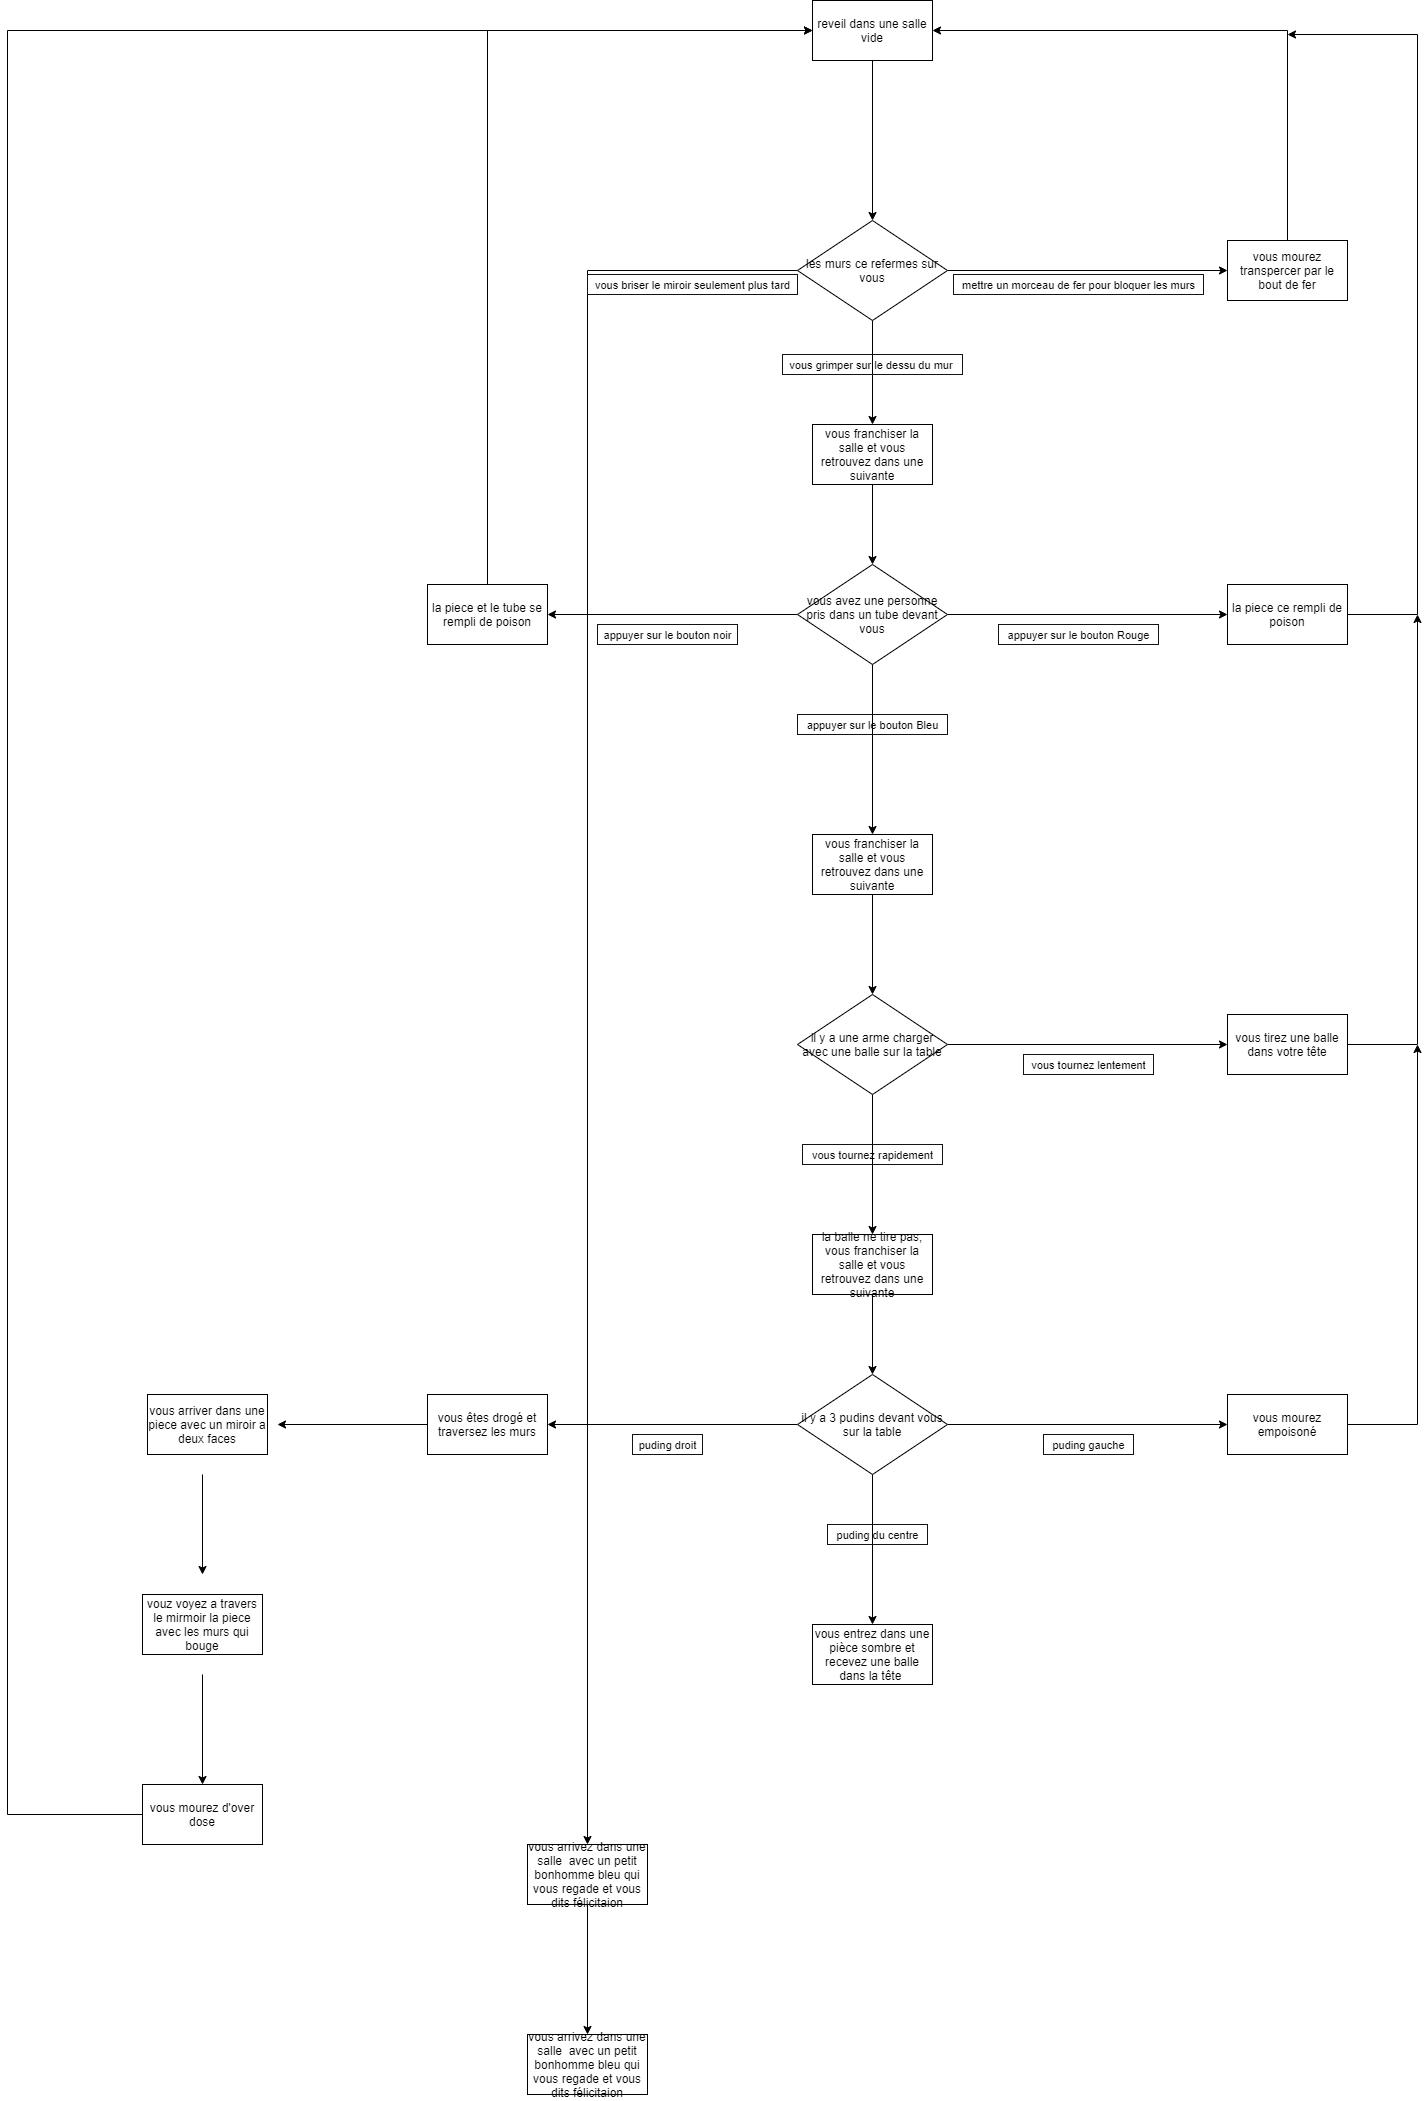 reveil dans une salle
vide
les murs ce refermes sur
vous
vous mourez
transpercer par le
bout de fer
vous briser le miroir seulement plus tard
mettre un morceau de fer pour bloquer les murs
vous grimper sur le dessu du mur
vous franchiser la
salle et vous
retrouvez dans une
suivante
la piece et le tube se
rempli de poison
vous avez une personne
pris dans un tube devant
vous
la piece ce rempli de
poison
appuyer sur le bouton noir
appuyer sur le bouton Rouge
appuyer sur le bouton Bleu
vous franchiser la
salle et vous
retrouvez dans une
suivante
il y a une arme charger
avec une balle sur la table
vous tirez une balle
dans votre tête
vous tournez lentement
vous tournez rapidement
la balle ne tire pas,
vous franchiser la
salle et vous
retrouvez dans une
suivante
vous arriver dans une
piece avec un miroir a
deux faces
vous êtes drogé et
traversez les murs
il y a 3 pudins devant vous
sur la table
vous mourez
empoisoné
puding droit
puding gauche
puding du centre
vouz voyez a travers
le mirmoir la piece
avec les murs qui
bouge
vous entrez dans une
pièce sombre et
recevez une balle
dans la tête
vous mourez d'over
dose
vous arrivez dans une
salle  avec un petit
bonhomme bleu qui
vous regade et vous
dits félicitaion
vous arrivez dans une
salle  avec un petit
bonhomme bleu qui
vous regade et vous
dits félicitaion